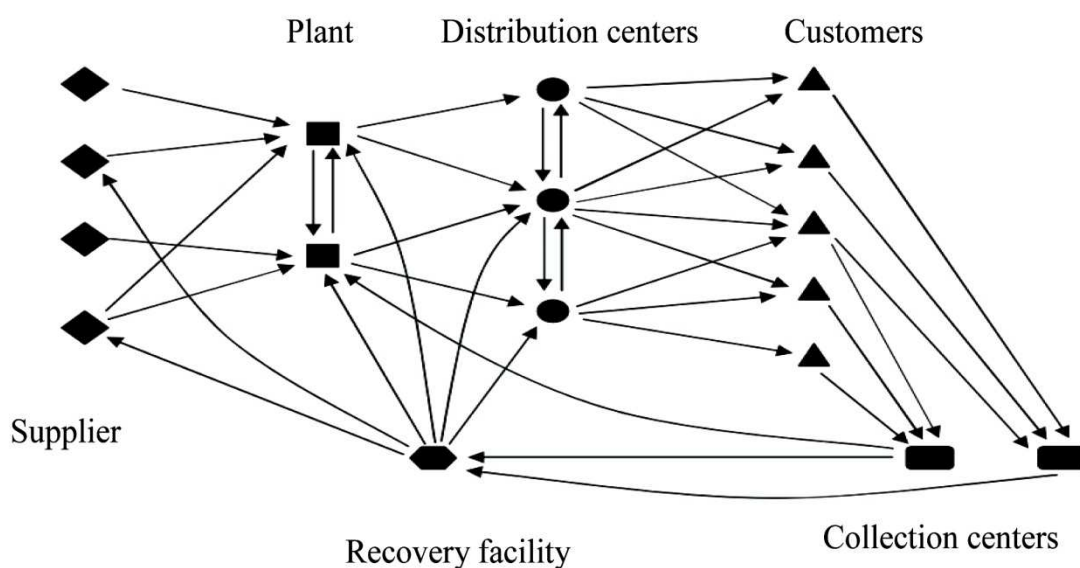 Plant
Distribution centers
Customers
Supplier
Recovery facility
Collection centers